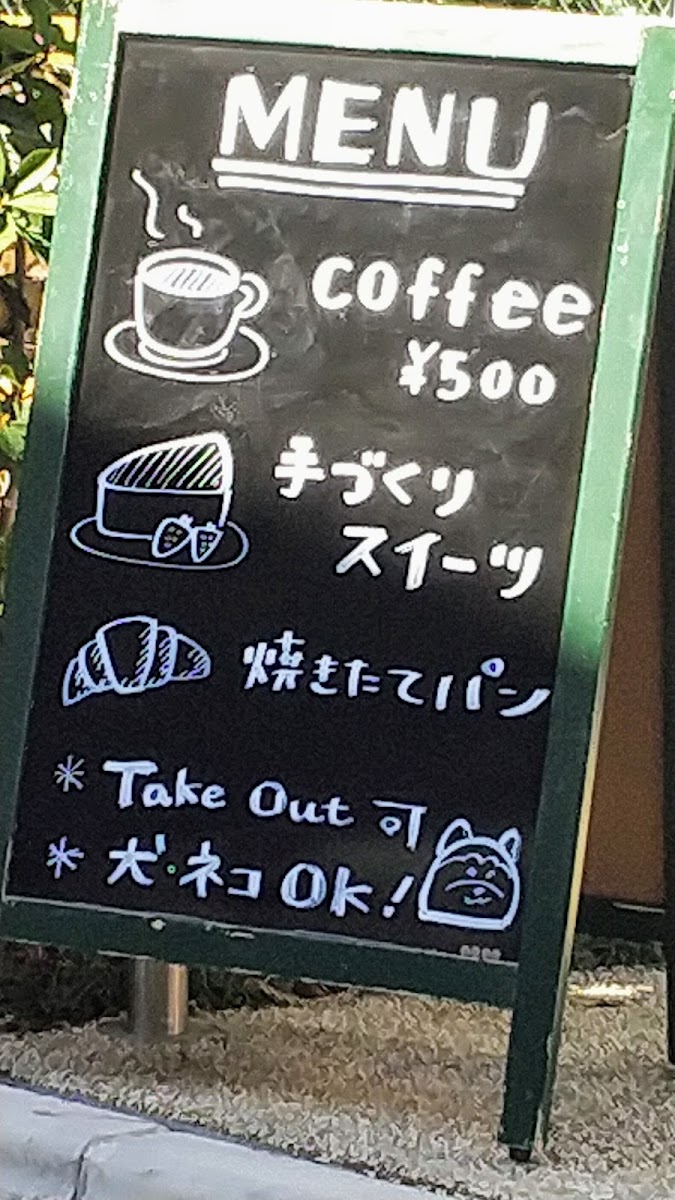 MENU
coffee
¥500
手づくり
スイーツ
焼きたてパン
* Take Out 可
* 犬・ネコ OK!